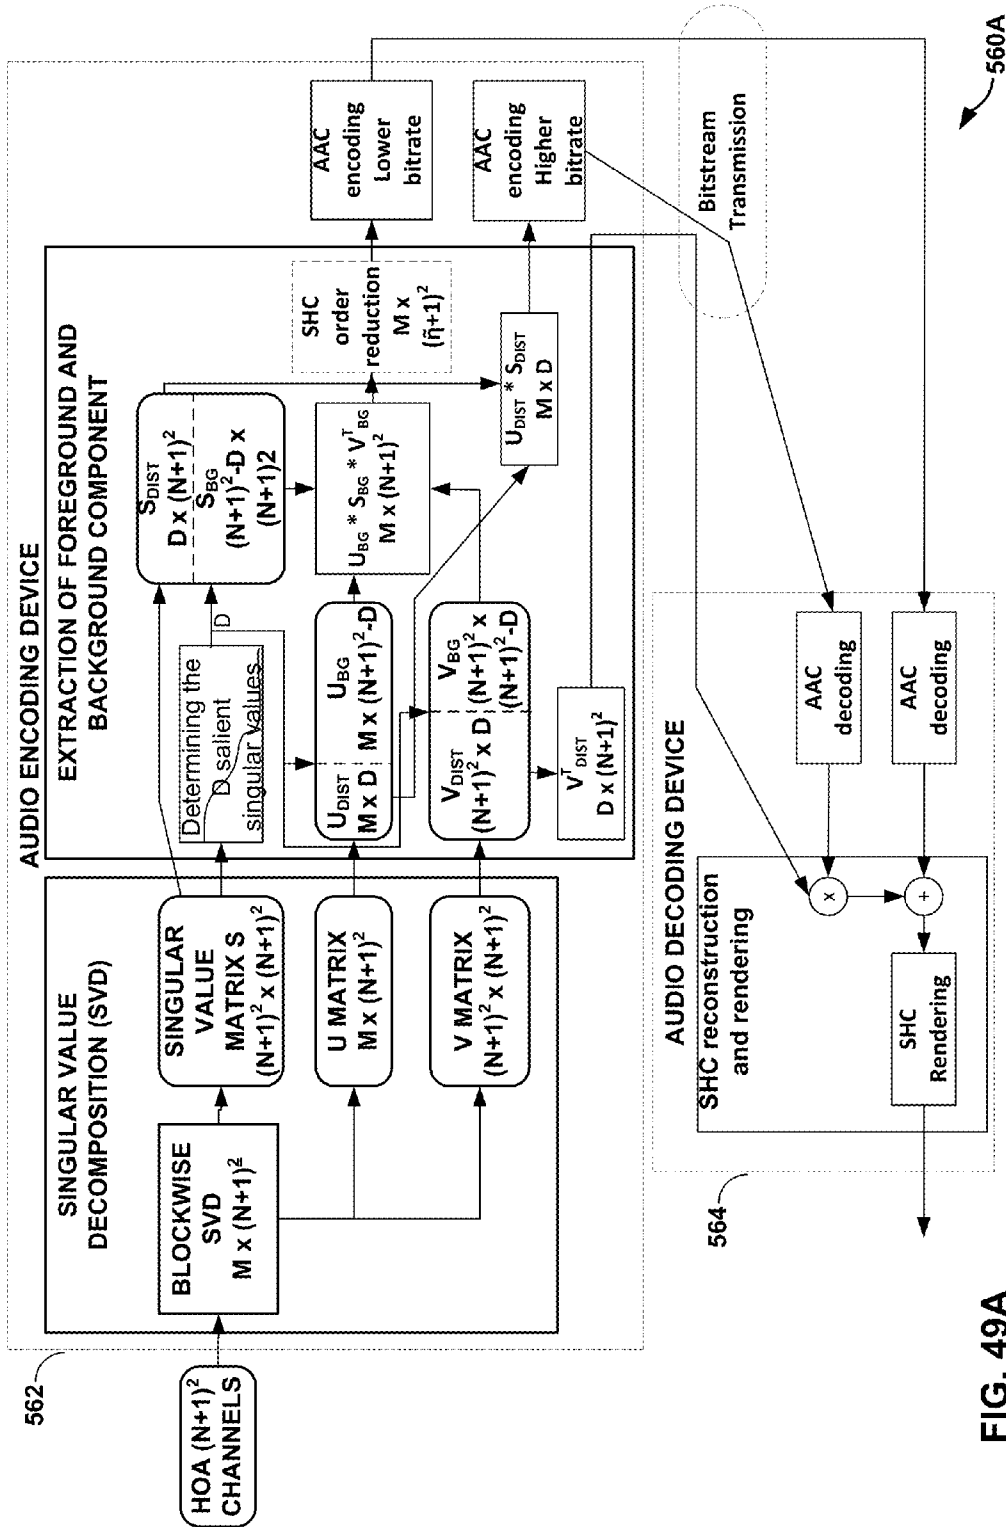 562
HOA (N+1)²
CHANNELS
AUDIO ENCODING DEVICE
SINGULAR VALUE
DECOMPOSITION (SVD)
BLOCKWISE
SVD
M x (N+1)²
SINGULAR
VALUE
MATRIX S
(N+1)² x (N+1)²
U MATRIX
M x (N+1)²
V MATRIX
(N+1)² x (N+1)²
EXTRACTION OF FOREGROUND AND
BACKGROUND COMPONENT
Determining the
D salient
singular values
D
S_DIST
D x (N+1)²
S_BG
(N+1)²-D x
(N+1)2
U_DIST U_BG
M x D M x (N+1)²-D
V_DIST V_BG
(N+1)² x D (N+1)² x
(N+1)²-D
V^T_DIST
D x (N+1)²
U_BG * S_BG * V^T_BG
M x (N+1)²
SHC
order
reduction
M x
(ñ+1)²
U_DIST * S_DIST
M x D
AAC
encoding
Lower
bitrate
AAC
encoding
Higher
bitrate
Bitstream
Transmission
564
AUDIO DECODING DEVICE
SHC reconstruction
and rendering
AAC
decoding
AAC
decoding
x
+
SHC
Rendering
560A
FIG. 49A